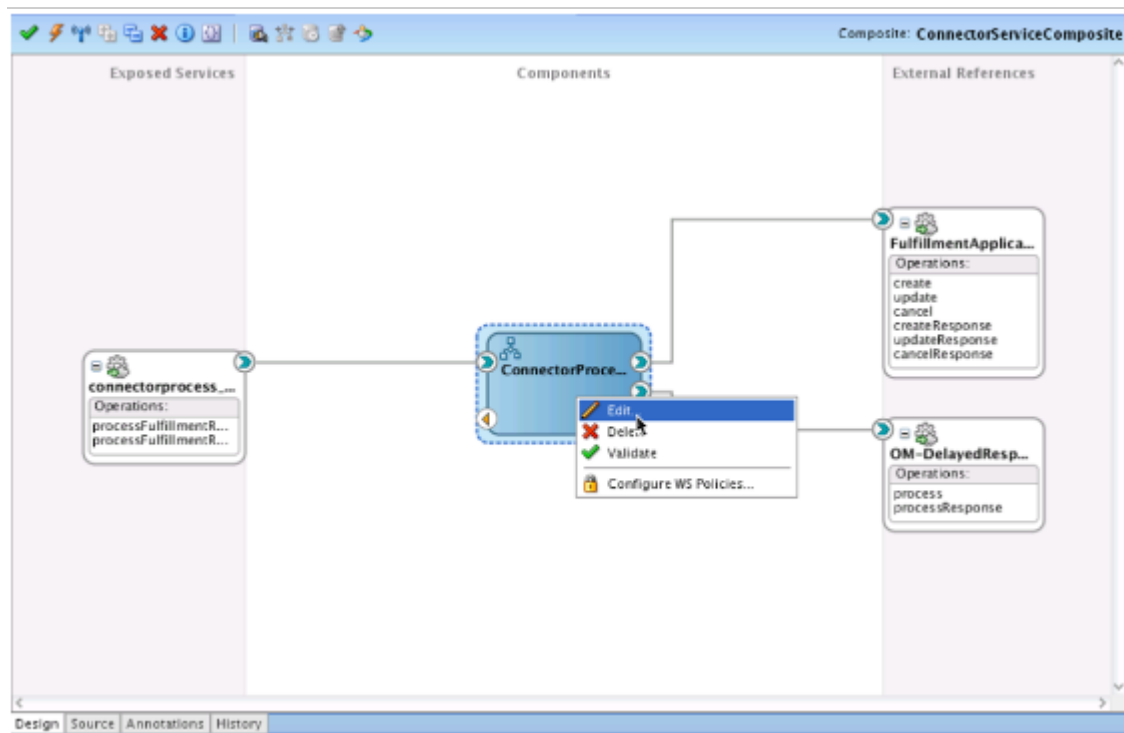 Composite: ConnectorServiceComposite
Exposed Services
Components
External References
connectorprocess_...
Operations:
processFulfillmentR...
processFulfillmentR...
ConnectorProce...
Edit...
Validate
Configure WS Policies...
FulfillmentApplica...
Operations:
create
update
cancel
createResponse
updateResponse
cancelResponse
OM-DelayedResp...
Operations:
process
processResponse
Design Source Annotations History